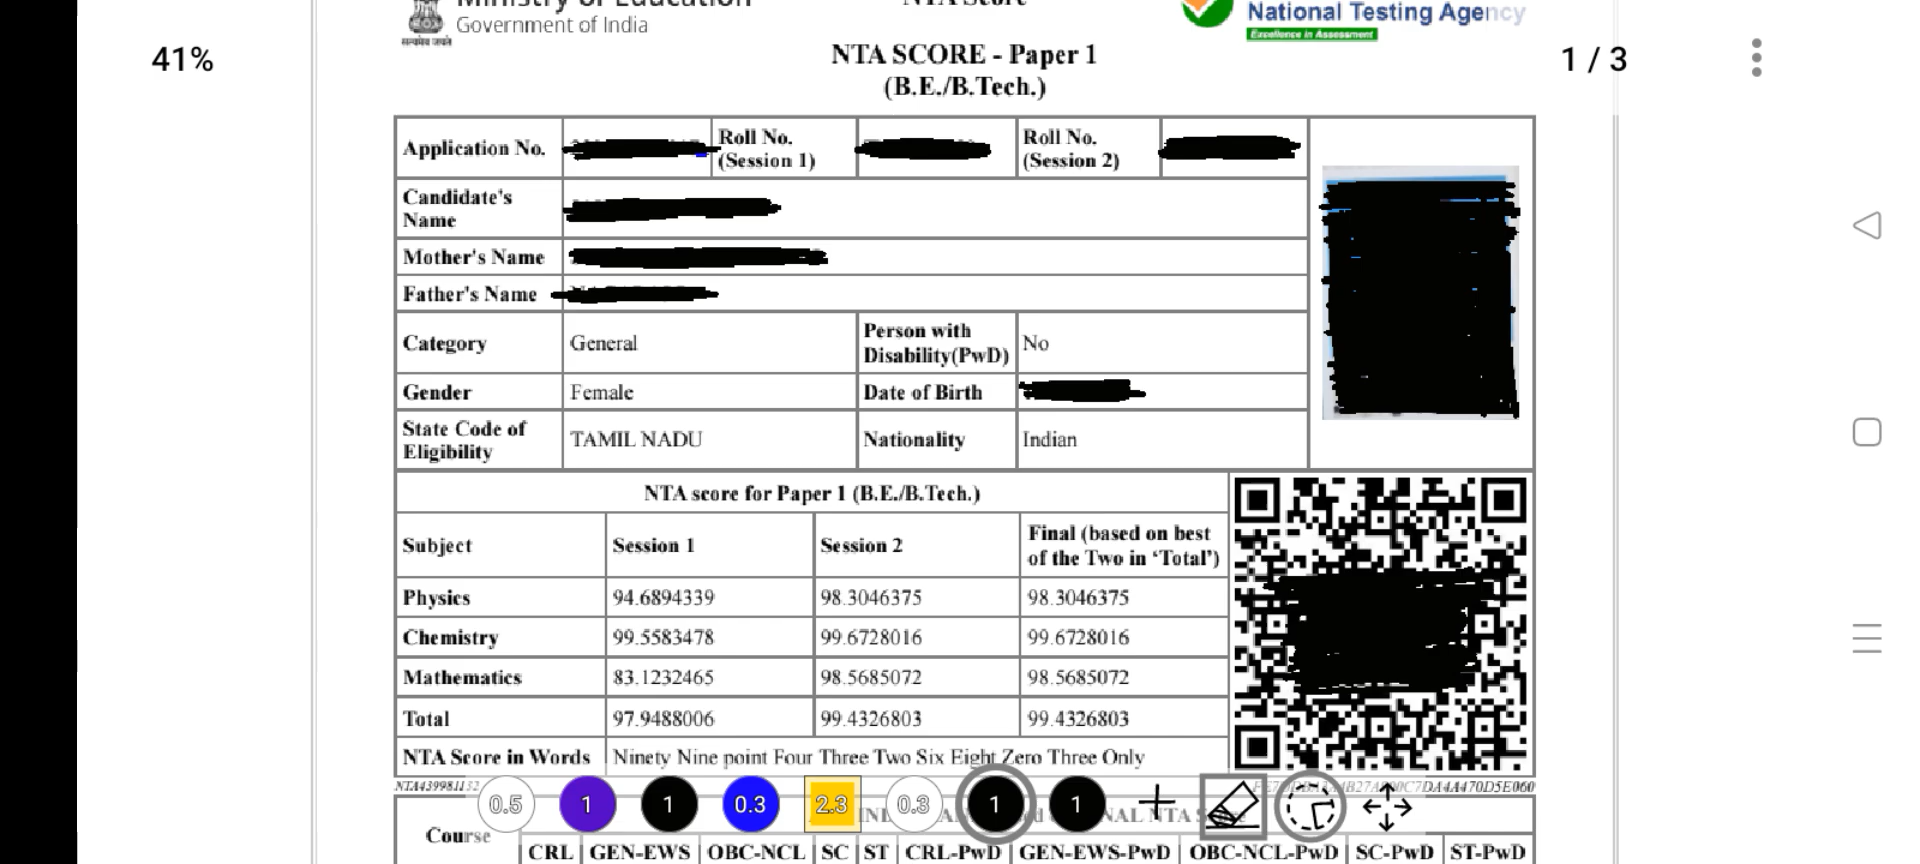 Ministry of Education
Government of India
सत्यमेव जयते
NTA Score
National Testing Agency
Excellence in Assessment
41%
1 / 3
NTA SCORE - Paper 1
(B.E./B.Tech.)
Application No.
Roll No. (Session 1)
Roll No. (Session 2)
Candidate's Name
Mother's Name
Father's Name
Category General Person with Disability(PwD) No
Gender Female Date of Birth
State Code of Eligibility TAMIL NADU Nationality Indian
NTA score for Paper 1 (B.E./B.Tech.)
Subject Session 1 Session 2 Final (based on best of the Two in ‘Total’)
Physics 94.6894339 98.3046375 98.3046375
Chemistry 99.5583478 99.6728016 99.6728016
Mathematics 83.1232465 98.5685072 98.5685072
Total 97.9488006 99.4326803 99.4326803
NTA Score in Words Ninety Nine point Four Three Two Six Eight Zero Three Only
0.5 1 1 0.3 2.3 0.3 1 1
Course
CRL GEN-EWS OBC-NCL SC ST CRL-PwD GEN-EWS-PwD OBC-NCL-PwD SC-PwD ST-PwD